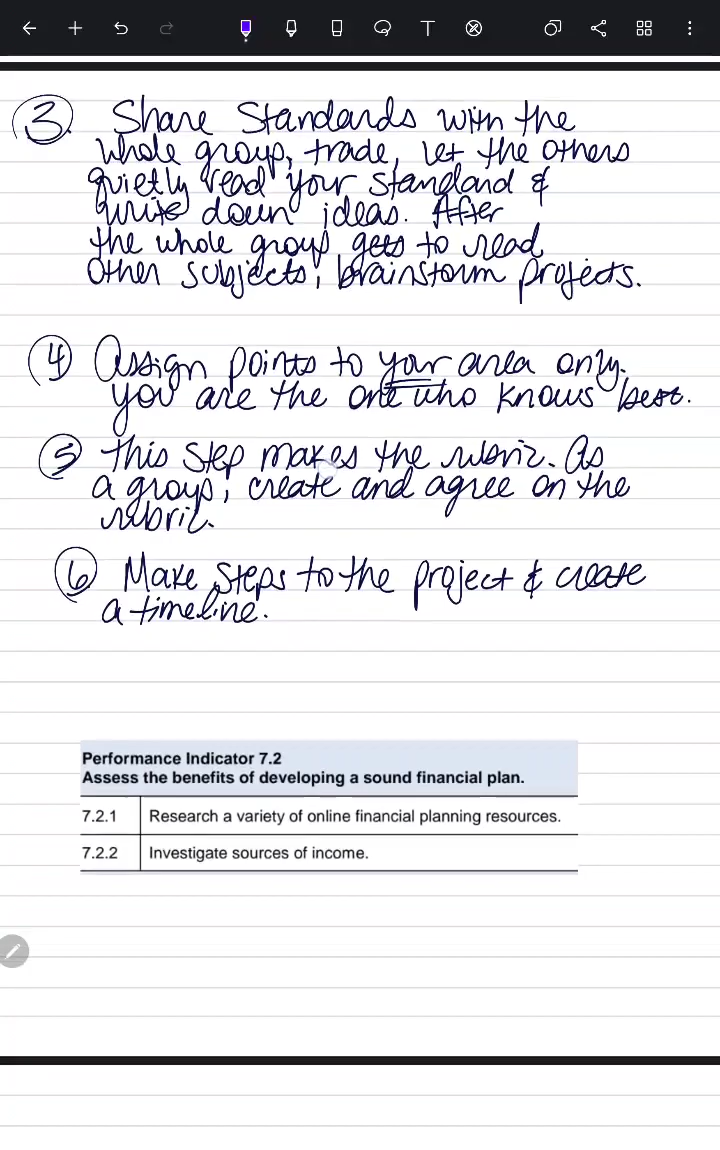 3. Share Standards with the
whole group, trade, let the others
quietly read your standard &
write down ideas. After
the whole group gets to read
other subjects, brainstorm projects.
4 Assign points to your area only.
you are the one who knows best.
5 This step makes the rubric. As
a group, create and agree on the
rubric.
6 Make steps to the project & create
a timeline.
Performance Indicator 7.2
Assess the benefits of developing a sound financial plan.
7.2.1 Research a variety of online financial planning resources.
7.2.2 Investigate sources of income.